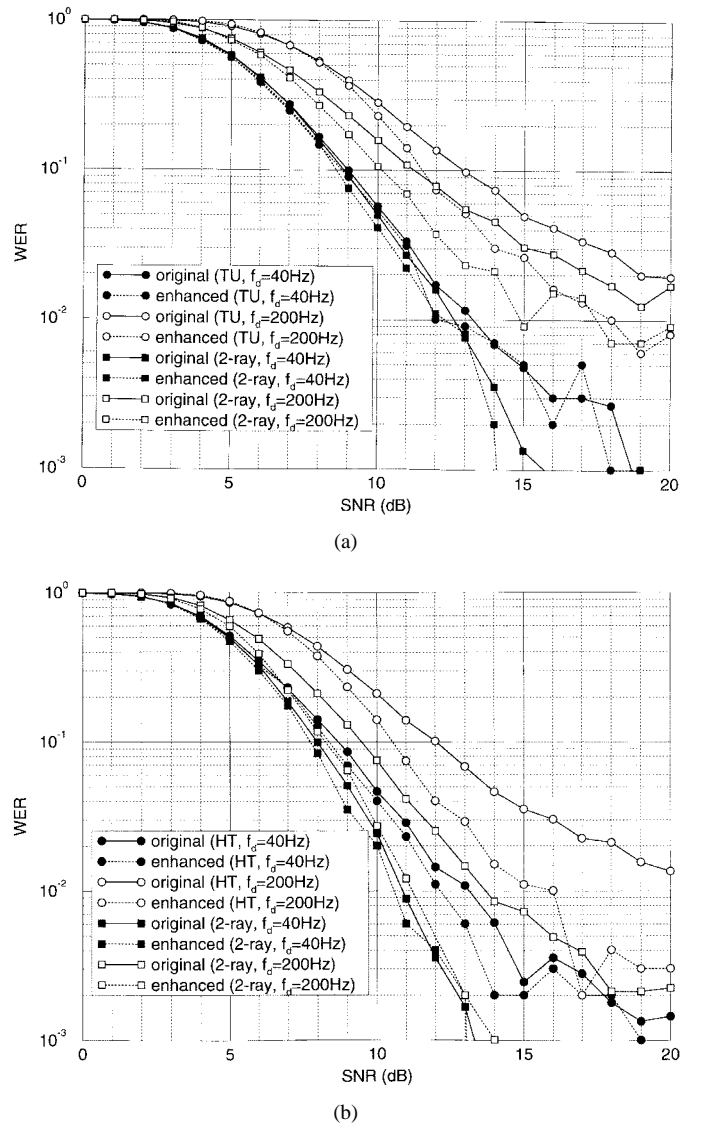 10⁰
10⁻¹
10⁻²
10⁻³
WER
original (TU, f_d=40Hz)
enhanced (TU, f_d=40Hz)
original (TU, f_d=200Hz)
enhanced (TU, f_d=200Hz)
original (2-ray, f_d=40Hz)
enhanced (2-ray, f_d=40Hz)
original (2-ray, f_d=200Hz)
enhanced (2-ray, f_d=200Hz)
0 5 10 15 20
SNR (dB)
(a)
10⁰
10⁻¹
10⁻²
10⁻³
WER
original (HT, f_d=40Hz)
enhanced (HT, f_d=40Hz)
original (HT, f_d=200Hz)
enhanced (HT, f_d=200Hz)
original (2-ray, f_d=40Hz)
enhanced (2-ray, f_d=40Hz)
original (2-ray, f_d=200Hz)
enhanced (2-ray, f_d=200Hz)
0 5 10 15 20
SNR (dB)
(b)